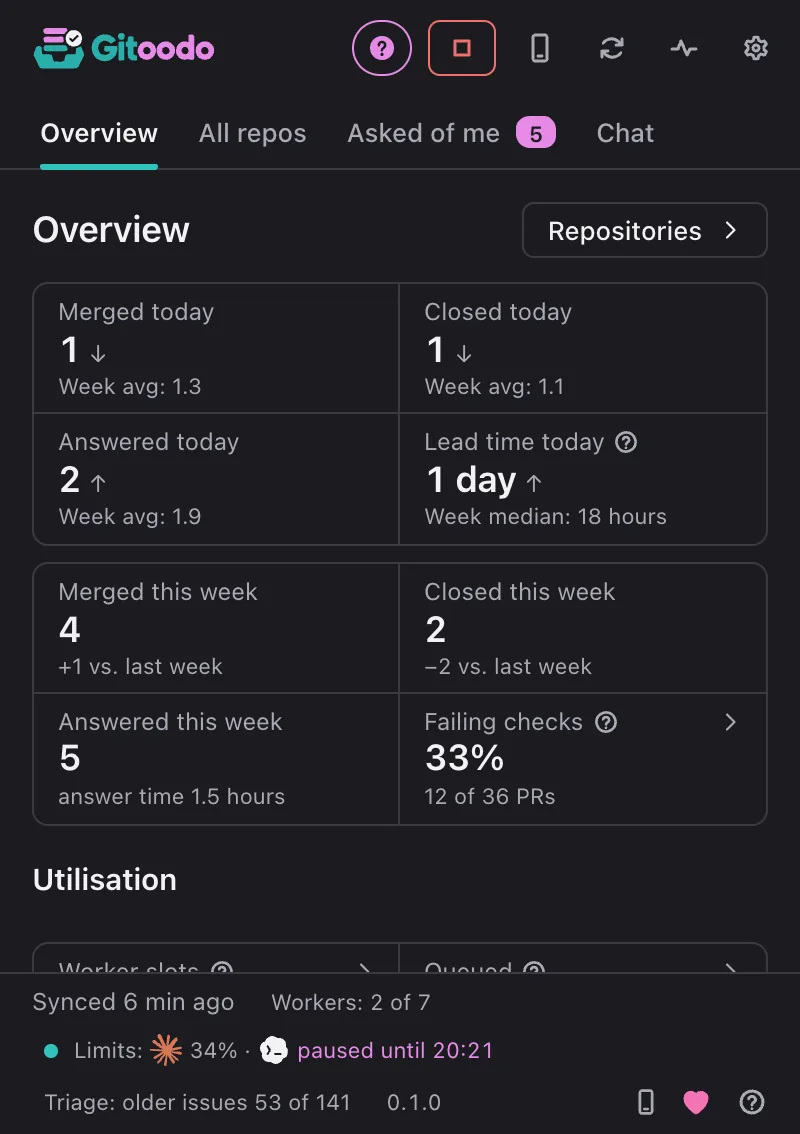 Gitoodo
Overview All repos Asked of me 5 Chat
Overview
Repositories
Merged today
1 ↓
Week avg: 1.3
Closed today
1 ↓
Week avg: 1.1
Answered today
2 ↑
Week avg: 1.9
Lead time today ?
1 day ↑
Week median: 18 hours
Merged this week
4
+1 vs. last week
Closed this week
2
−2 vs. last week
Answered this week
5
answer time 1.5 hours
Failing checks ?
33%
12 of 36 PRs
Utilisation
Worker slots ?
Queued ?
Synced 6 min ago Workers: 2 of 7
Limits: 34% · paused until 20:21
Triage: older issues 53 of 141 0.1.0